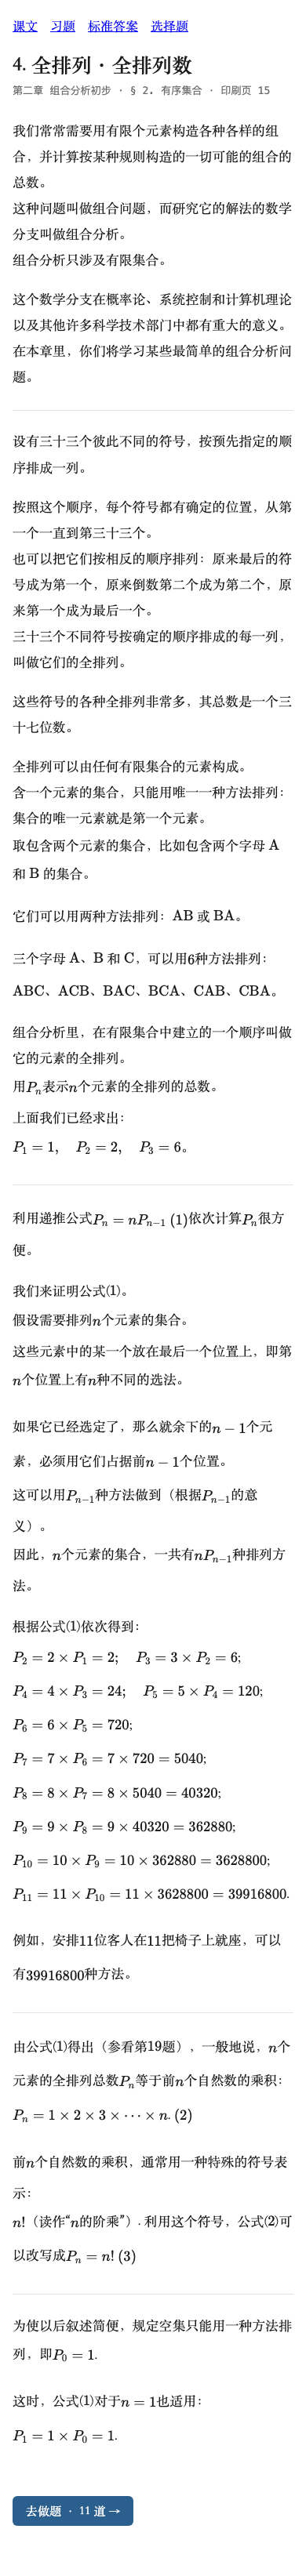 课文 习题 标准答案 选择题
4. 全排列·全排列数
第二章 组合分析初步 · § 2. 有序集合 · 印刷页 15
我们常常需要用有限个元素构造各种各样的组
合，并计算按某种规则构造的一切可能的组合的
总数。
这种问题叫做组合问题，而研究它的解法的数学
分支叫做组合分析。
组合分析只涉及有限集合。
这个数学分支在概率论、系统控制和计算机理论
以及其他许多科学技术部门中都有重大的意义。
在本章里，你们将学习某些最简单的组合分析问
题。
设有三十三个彼此不同的符号，按预先指定的顺
序排成一列。
按照这个顺序，每个符号都有确定的位置，从第
一个一直到第三十三个。
也可以把它们按相反的顺序排列：原来最后的符
号成为第一个，原来倒数第二个成为第二个，原
来第一个成为最后一个。
三十三个不同符号按确定的顺序排成的每一列，
叫做它们的全排列。
这些符号的各种全排列非常多，其总数是一个三
十七位数。
全排列可以由任何有限集合的元素构成。
含一个元素的集合，只能用唯一一种方法排列：
集合的唯一元素就是第一个元素。
取包含两个元素的集合，比如包含两个字母 A
和 B 的集合。
它们可以用两种方法排列：AB 或 BA。
三个字母 A、B 和 C，可以用6种方法排列：
ABC、ACB、BAC、BCA、CAB、CBA。
组合分析里，在有限集合中建立的一个顺序叫做
它的元素的全排列。
用Pₙ表示n个元素的全排列的总数。
上面我们已经求出：
P₁ = 1, P₂ = 2, P₃ = 6。
利用递推公式Pₙ = nPₙ₋₁ (1)依次计算Pₙ很方
便。
我们来证明公式(1)。
假设需要排列n个元素的集合。
这些元素中的某一个放在最后一个位置上，即第
n个位置上有n种不同的选法。
如果它已经选定了，那么就余下的n − 1个元
素，必须用它们占据前n − 1个位置。
这可以用Pₙ₋₁种方法做到（根据Pₙ₋₁的意
义）。
因此，n个元素的集合，一共有nPₙ₋₁种排列方
法。
根据公式(1)依次得到：
P₂ = 2 × P₁ = 2; P₃ = 3 × P₂ = 6;
P₄ = 4 × P₃ = 24; P₅ = 5 × P₄ = 120;
P₆ = 6 × P₅ = 720;
P₇ = 7 × P₆ = 7 × 720 = 5040;
P₈ = 8 × P₇ = 8 × 5040 = 40320;
P₉ = 9 × P₈ = 9 × 40320 = 362880;
P₁₀ = 10 × P₉ = 10 × 362880 = 3628800;
P₁₁ = 11 × P₁₀ = 11 × 3628800 = 39916800.
例如，安排11位客人在11把椅子上就座，可以
有39916800种方法。
由公式(1)得出（参看第19题），一般地说，n个
元素的全排列总数Pₙ等于前n个自然数的乘积：
Pₙ = 1 × 2 × 3 × ⋯ × n. (2)
前n个自然数的乘积，通常用一种特殊的符号表
示：
n!（读作“n的阶乘”）. 利用这个符号，公式(2)可
以改写成Pₙ = n! (3)
为使以后叙述简便，规定空集只能用一种方法排
列，即P₀ = 1.
这时，公式(1)对于n = 1也适用：
P₁ = 1 × P₀ = 1.
去做题 · 11 道 →